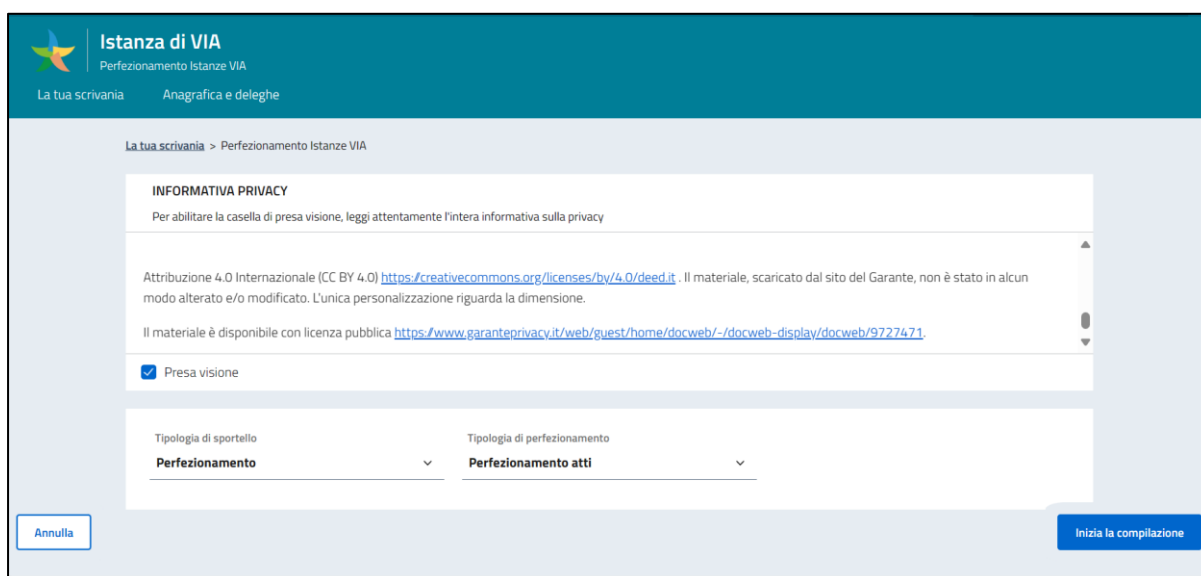 Istanza di VIA
Perfezionamento Istanze VIA
La tua scrivania Anagrafica e deleghe
La tua scrivania > Perfezionamento Istanze VIA
INFORMATIVA PRIVACY
Per abilitare la casella di presa visione, leggi attentamente l'intera informativa sulla privacy
Attribuzione 4.0 Internazionale (CC BY 4.0) https://creativecommons.org/licenses/by/4.0/deed.it . Il materiale, scaricato dal sito del Garante, non è stato in alcun
modo alterato e/o modificato. L'unica personalizzazione riguarda la dimensione.
Il materiale è disponibile con licenza pubblica https://www.garanteprivacy.it/web/guest/home/docweb/-/docweb-display/docweb/9727471.
Presa visione
Tipologia di sportello Tipologia di perfezionamento
Perfezionamento Perfezionamento atti
Annulla Inizia la compilazione